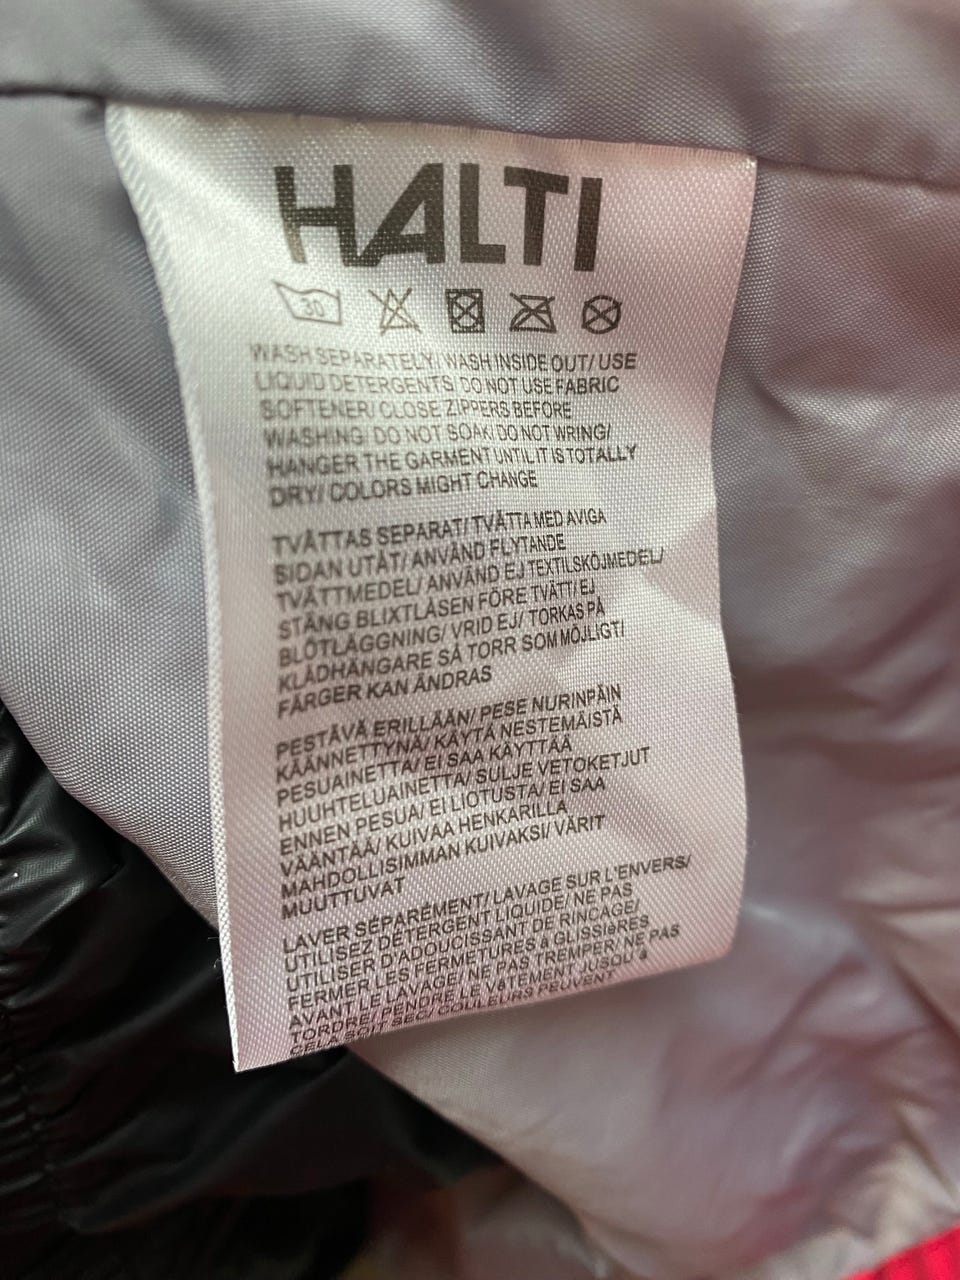 HALTI
30
WASH SEPARATELY/ WASH INSIDE OUT/ USE
LIQUID DETERGENTS/ DO NOT USE FABRIC
SOFTENER/ CLOSE ZIPPERS BEFORE
WASHING/ DO NOT SOAK/ DO NOT WRING/
HANGER THE GARMENT UNTIL IT IS TOTALLY
DRY/ COLORS MIGHT CHANGE
TVÄTTAS SEPARAT/ TVÄTTA MED AVIGA
SIDAN UTÅT/ ANVÄND FLYTANDE
TVÄTTMEDEL/ ANVÄND EJ TEXTILSKÖJMEDEL/
STÄNG BLIXTLÅSEN FÖRE TVÄTT/ EJ
BLÖTLÄGGNING/ VRID EJ/ TORKAS PÅ
KLÄDHÄNGARE SÅ TORR SOM MÖJLIGT/
FÄRGER KAN ÄNDRAS
PESTÄVÄ ERILLÄÄN/ PESE NURINPÄIN
KÄÄNNETTYNÄ/ KÄYTÄ NESTEMÄISTÄ
PESUAINETTA/ EI SAA KÄYTTÄÄ
HUUHTELUAINETTA/ SULJE VETOKETJUT
ENNEN PESUA/ EI LIOTUSTA/ EI SAA
VÄÄNTÄÄ/ KUIVAA HENKARILLA
MAHDOLLISIMMAN KUIVAKSI/ VÄRIT
MUUTTUVAT
LAVER SÉPARÉMENT/ LAVAGE SUR L'ENVERS/
UTILISEZ DÉTERGENT LIQUIDE/ NE PAS
UTILISER D'ADOUCISSANT DE RINCAGE/
FERMER LES FERMETURES à GLISSIèRES
AVANT LE LAVAGE/ NE PAS TREMPER/ NE PAS
TORDRE/ PENDRE LE VêTEMENT JUSQU'à
CELA SOIT SEC/ COULEURS PEUVENT